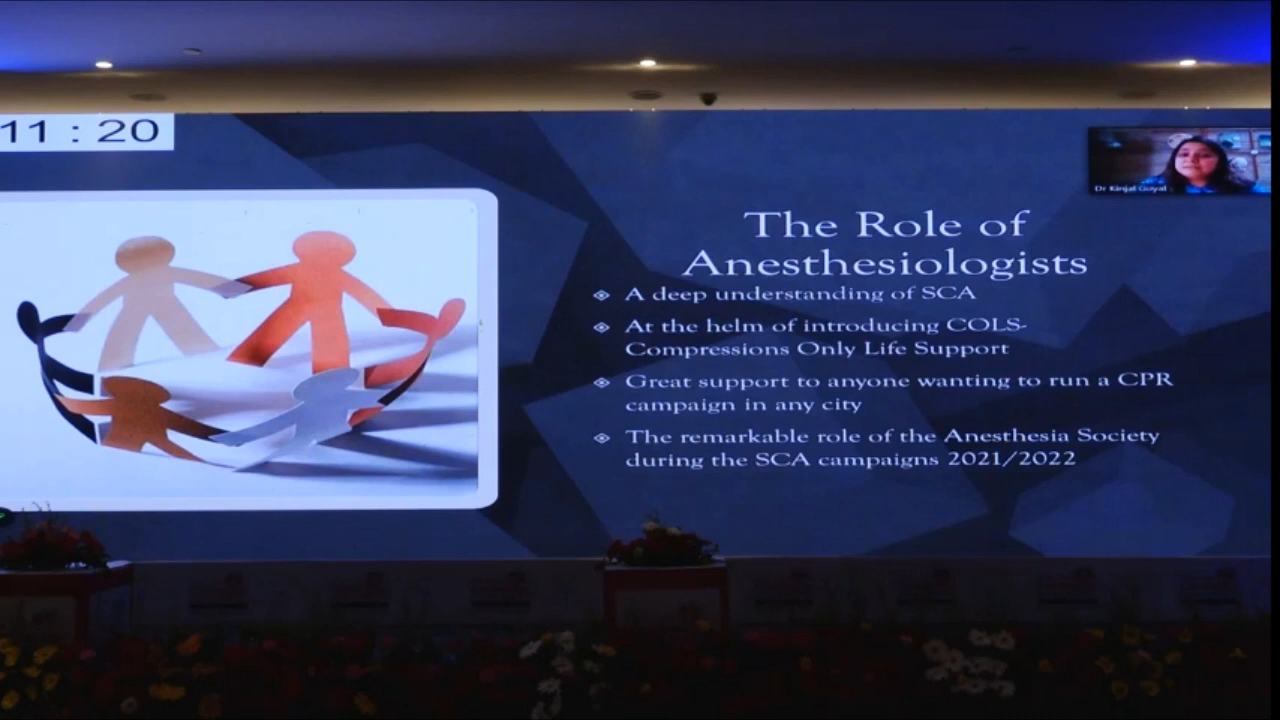 11 : 20
Dr Kinjal Goyal
The Role of
Anesthesiologists
A deep understanding of SCA
At the helm of introducing COLS-
Compressions Only Life Support
Great support to anyone wanting to run a CPR
campaign in any city
The remarkable role of the Anesthesia Society
during the SCA campaigns 2021/2022